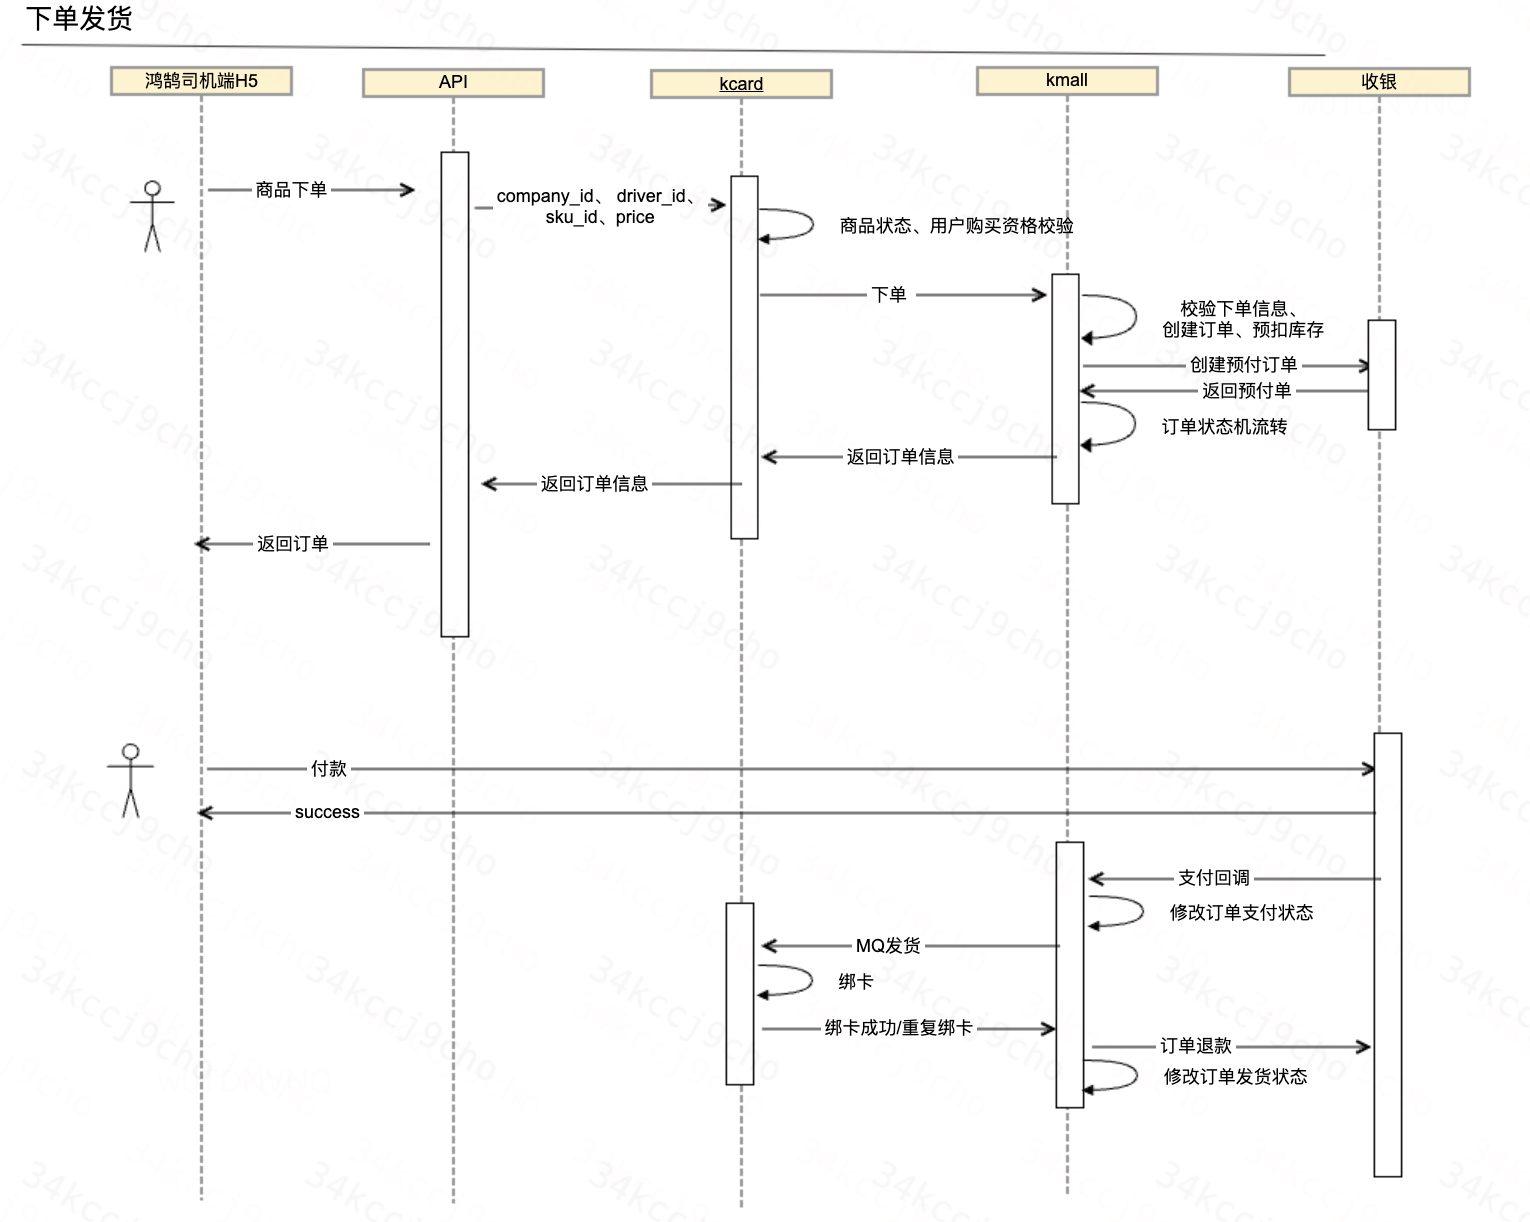 下单发货
鸿鹄司机端H5
API
kcard
kmall
收银
商品下单
company_id、 driver_id、
sku_id、price
商品状态、用户购买资格校验
下单
校验下单信息、
创建订单、预扣库存
创建预付订单
返回预付单
订单状态机流转
返回订单信息
返回订单信息
返回订单
付款
success
支付回调
修改订单支付状态
MQ发货
绑卡
绑卡成功/重复绑卡
订单退款
修改订单发货状态
34kccj9cho